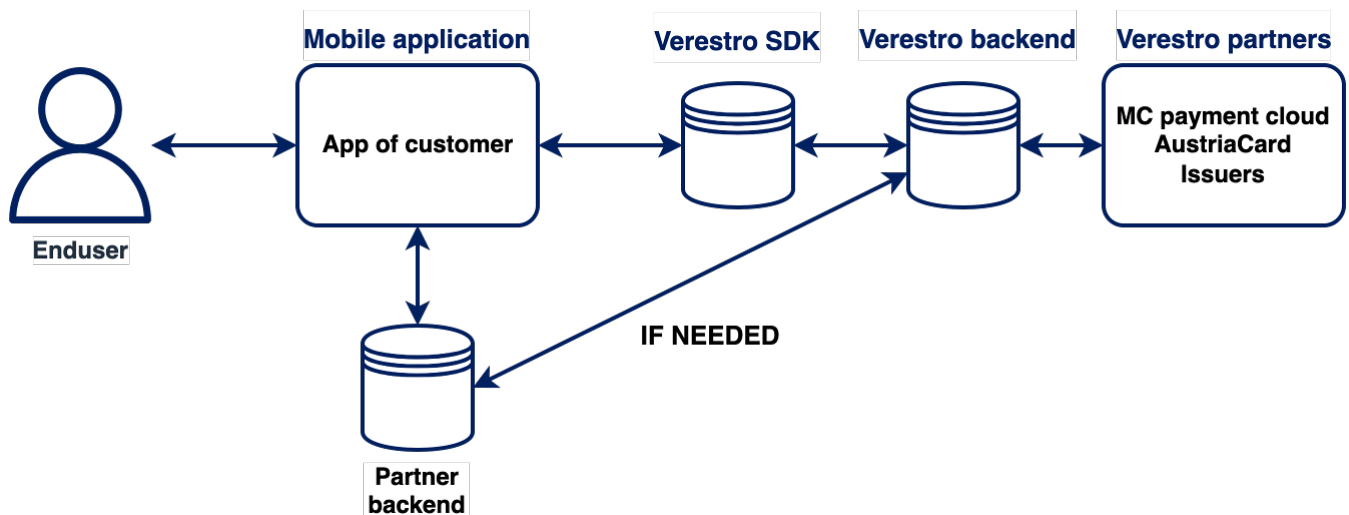 Mobile application
Verestro SDK
Verestro backend
Verestro partners
App of customer
MC payment cloud
AustriaCard
Issuers
Enduser
IF NEEDED
Partner
backend